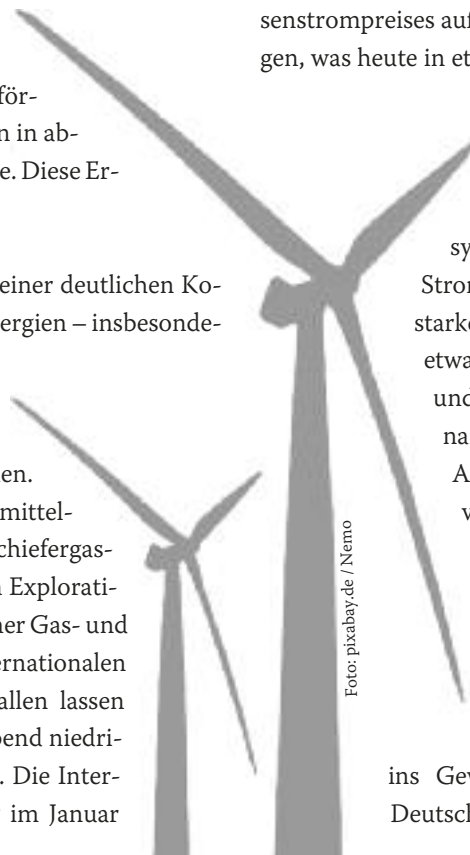 för-
n in ab-
e. Diese Er-
einer deutlichen Ko-
ergien – insbesonde-
en.
mittel-
chiefergas-
n Explorati-
ner Gas- und
ernationalen
allen lassen
bend niedri-
. Die Inter-
im Januar
Foto: pixabay.de / Nemo
senstrompreises auf
gen, was heute in et
sy
Stron
stark
etwa
und
na
A
v
ins Gev
Deutsch